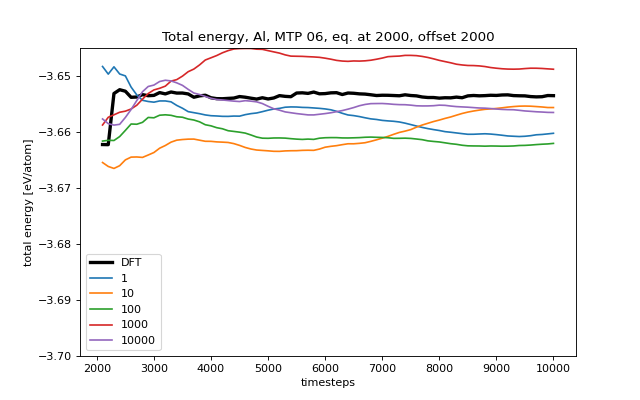 Total energy, Al, MTP 06, eq. at 2000, offset 2000
total energy [eV/atom]
−3.65
−3.66
−3.67
−3.68
−3.69
−3.70
DFT
1
10
100
1000
10000
2000 3000 4000 5000 6000 7000 8000 9000 10000
timesteps